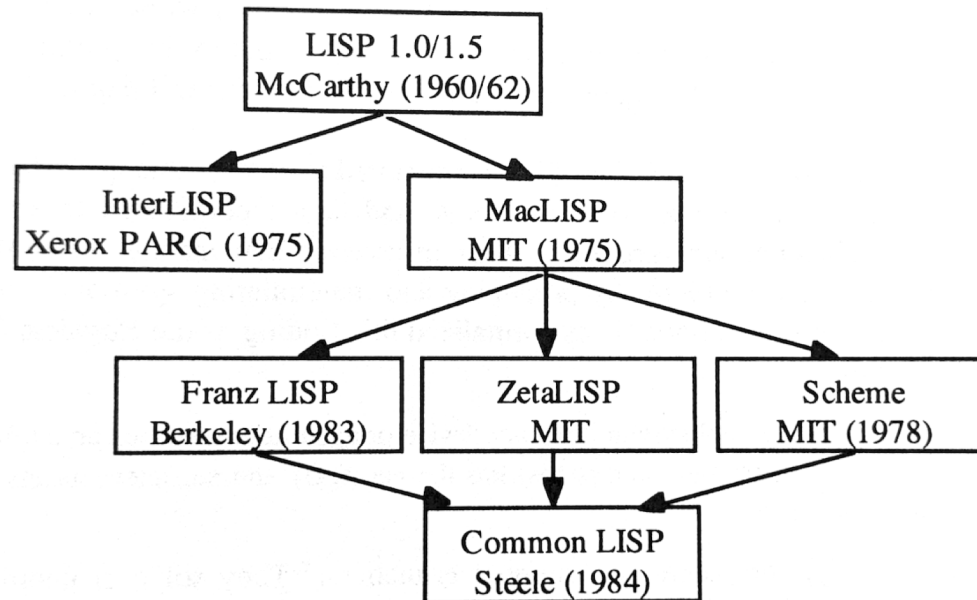 LISP 1.0/1.5
McCarthy (1960/62)
InterLISP
Xerox PARC (1975)
MacLISP
MIT (1975)
Franz LISP
Berkeley (1983)
ZetaLISP
MIT
Scheme
MIT (1978)
Common LISP
Steele (1984)